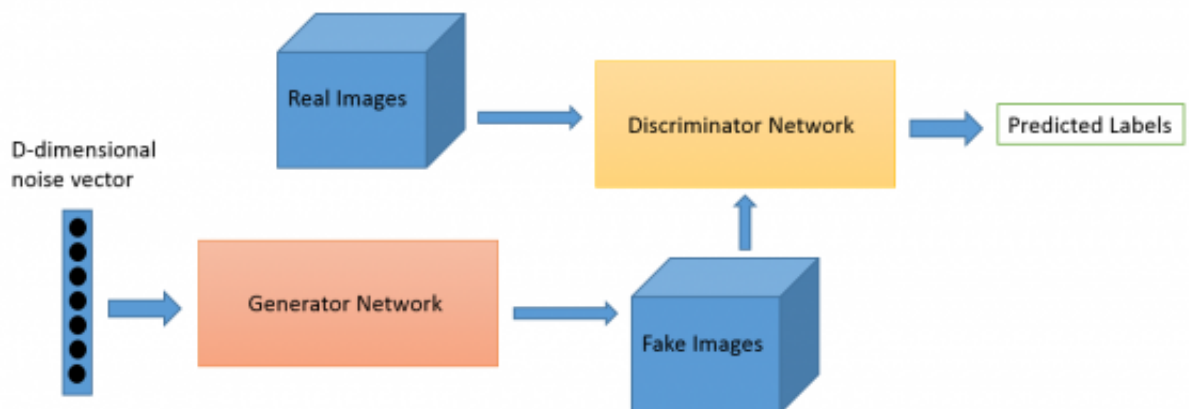 Real Images
Discriminator Network
Predicted Labels
D-dimensional
noise vector
Generator Network
Fake Images